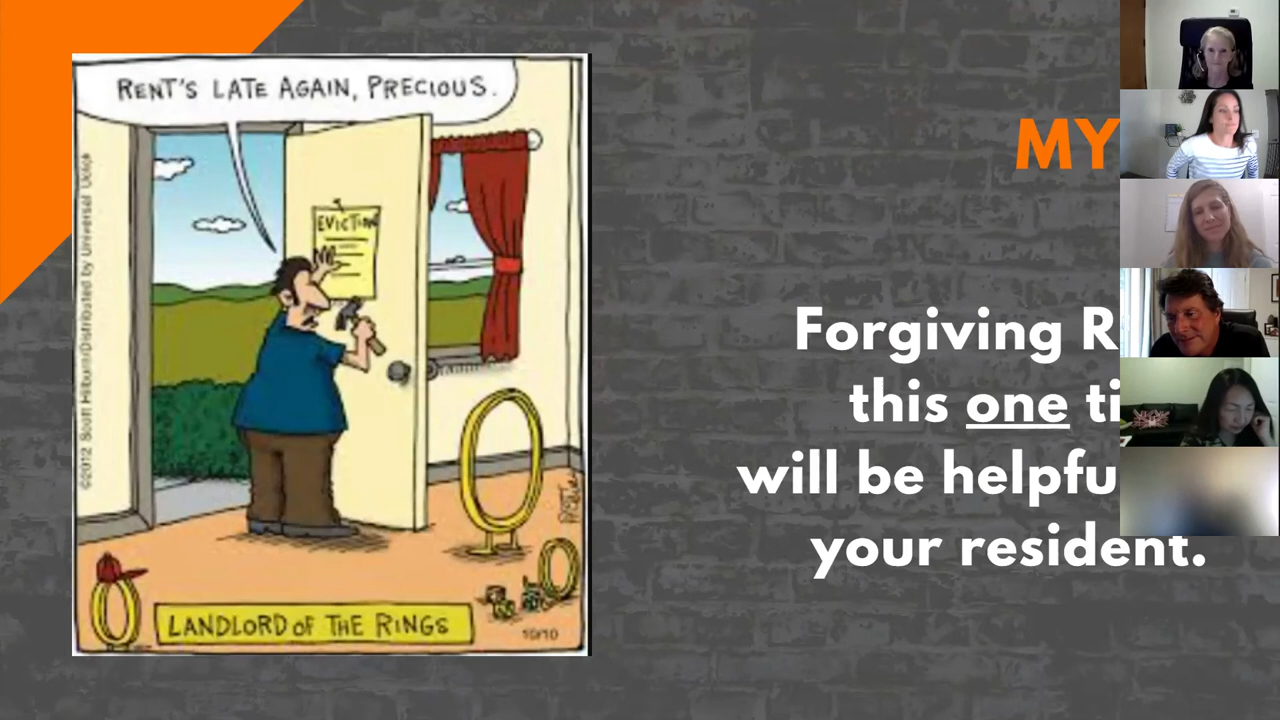 RENT'S LATE AGAIN, PRECIOUS.
©2012 Scott Hilburn/Distributed by Universal Uclick
EVICTION
LANDLORD OF THE RINGS
10/10
MY
Forgiving R
this one ti
will be helpfu
your resident.